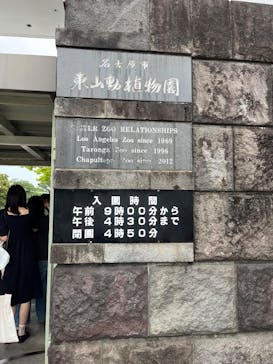 名古屋市
東山動植物園
SISTER ZOO RELATIONSHIPS
Los Angeles Zoo since 1969
Taronga Zoo since 1996
Chapultepec Zoo since 2012
入園時間
午前 9時00分から
午後 4時30分まで
閉園 4時50分